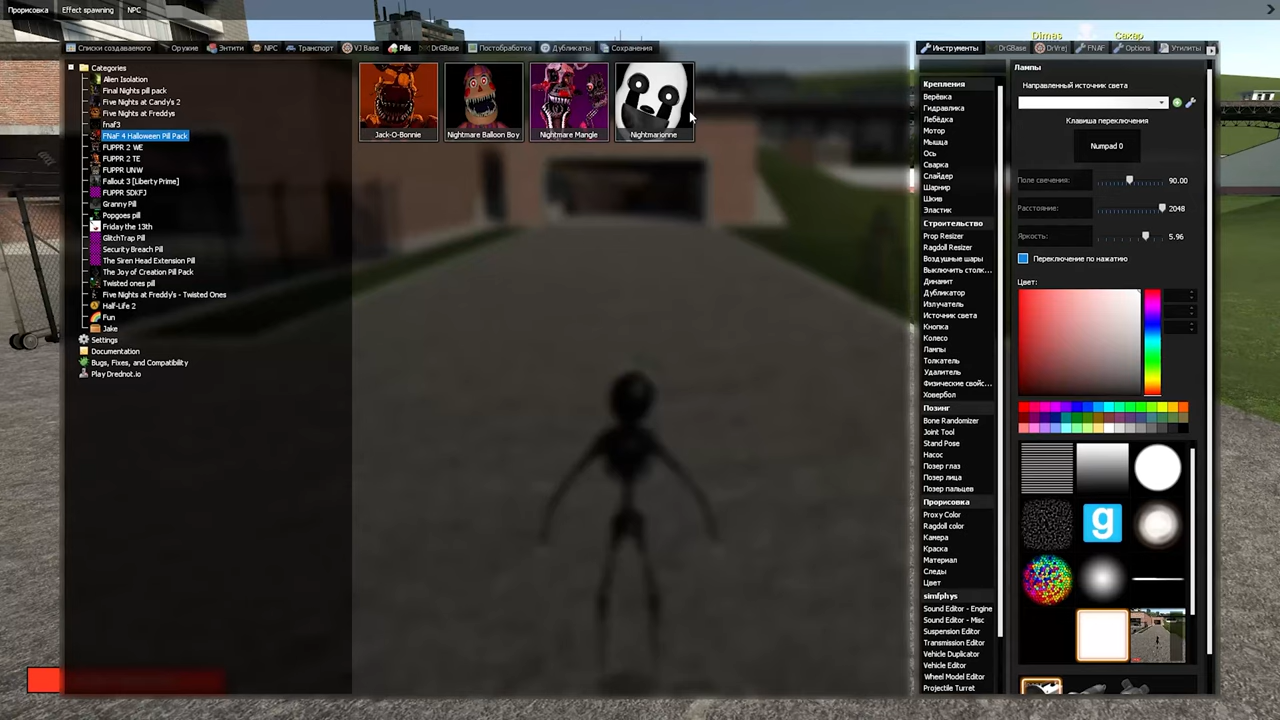 Прорисовка Effect spawning NPC
Dimas Сахар
Списки создаваемого Оружие Энтити NPC Транспорт VJ Base Pills DrGBase Постобработка Дубликаты Сохранения
Инструменты DrGBase DrVrej FNAF Options Утилиты
Categories
Alien Isolation
Final Nights pill pack
Five Nights at Candy's 2
Five Nights at Freddys
fnaf3
FNaF 4 Halloween Pill Pack
FUPPR 2 WE
FUPPR 2 TE
FUPPR UNW
Fallout 3 [Liberty Prime]
FUPPR SDKFJ
Granny Pill
Popgoes pill
Friday the 13th
GlitchTrap Pill
Security Breach Pill
The Siren Head Extension Pill
The Joy of Creation Pill Pack
Twisted ones pill
Five Nights at Freddy's - Twisted Ones
Half-Life 2
Fun
Jake
Settings
Documentation
Bugs, Fixes, and Compatibility
Play Drednot.io
Jack-O-Bonnie Nightmare Balloon Boy Nightmare Mangle Nightmarionne
Крепления
Верёвка
Гидравлика
Лебёдка
Мотор
Мышца
Ось
Сварка
Слайдер
Шарнир
Шкив
Эластик
Строительство
Prop Resizer
Ragdoll Resizer
Воздушные шары
Выключить столк...
Динамит
Дубликатор
Излучатель
Источник света
Кнопка
Колесо
Лампы
Толкатель
Удалитель
Физические свойс...
Ховербол
Позинг
Bone Randomizer
Joint Tool
Stand Pose
Насос
Позер глаз
Позер лица
Позер пальцев
Прорисовка
Proxy Color
Ragdoll color
Камера
Краска
Материал
Следы
Цвет
simfphys
Sound Editor - Engine
Sound Editor - Misc
Suspension Editor
Transmission Editor
Vehicle Duplicator
Vehicle Editor
Wheel Model Editor
Projectile Turret
Лампы
Направленный источник света
Клавиша переключения
Numpad 0
Поле свечения: 90.00
Расстояние: 2048
Яркость: 5.96
Переключение по нажатию
Цвет:
g